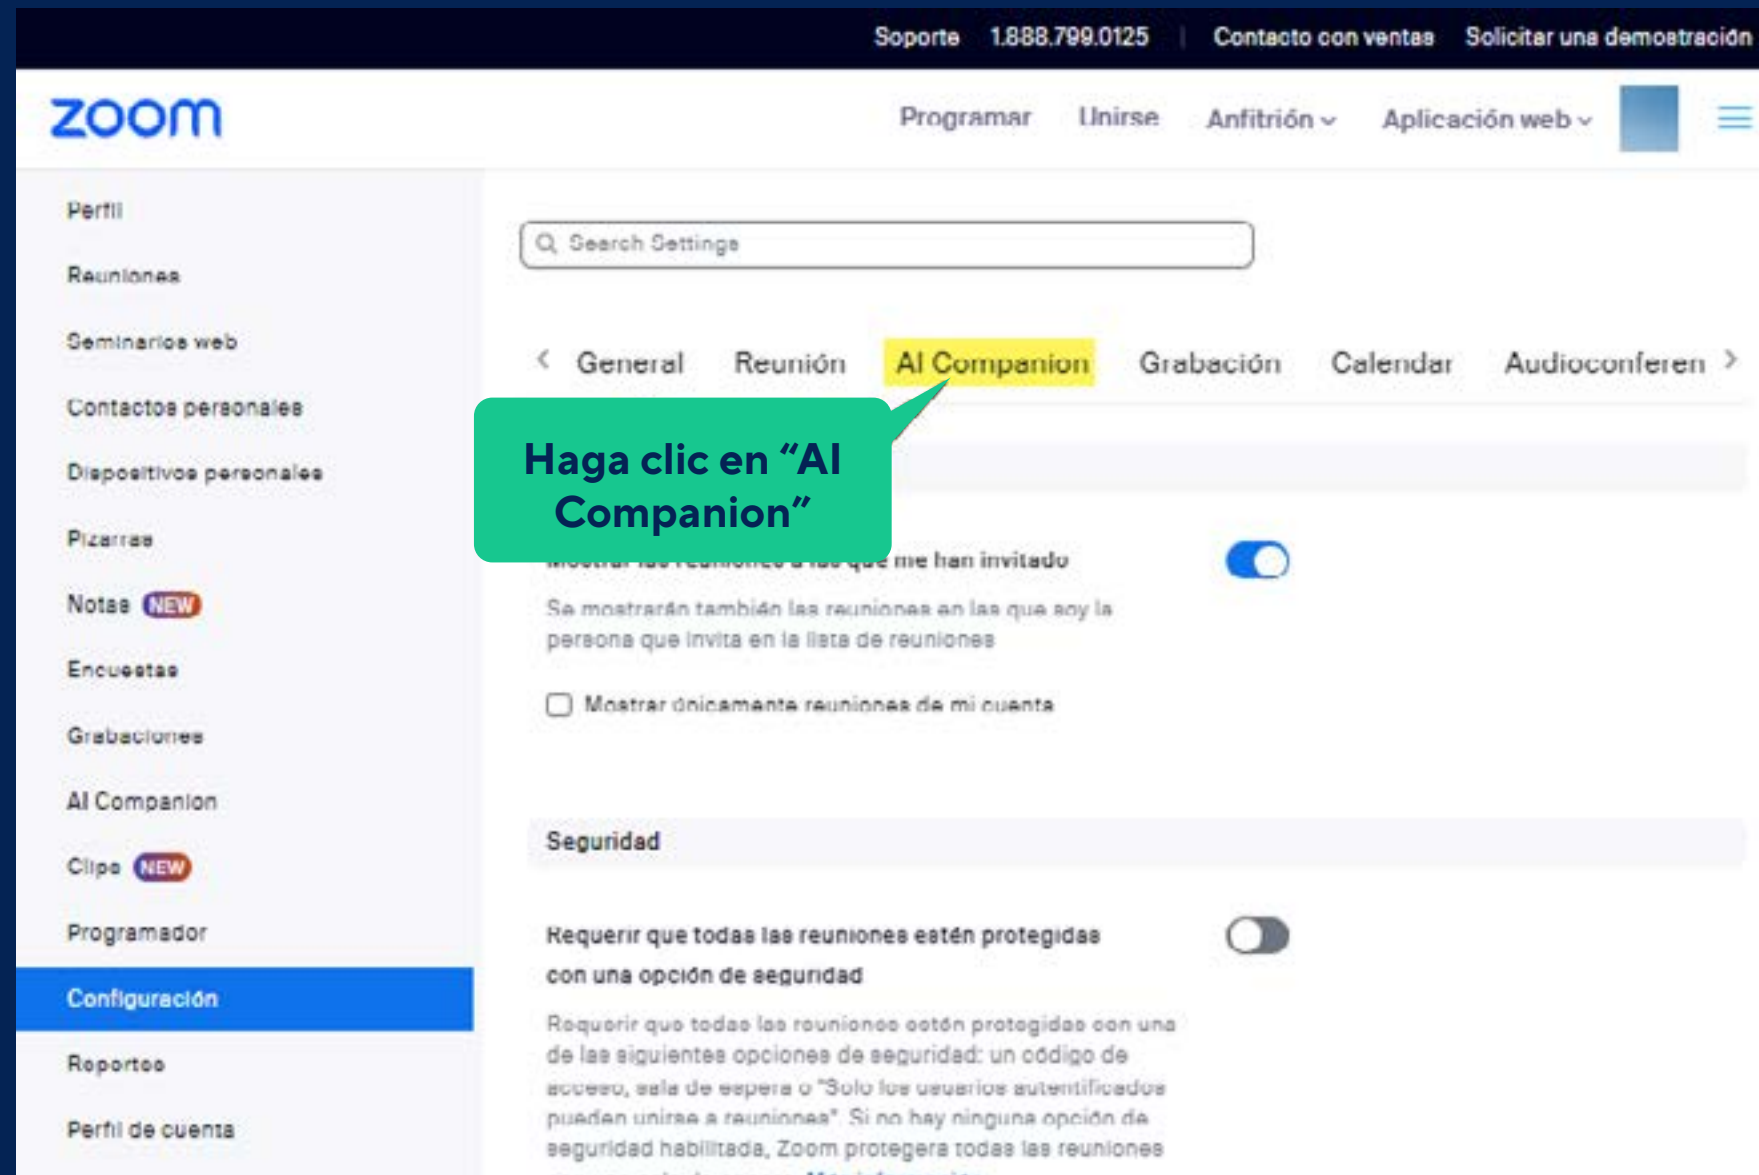 Soporte 1.888.799.0125 | Contacto con ventas Solicitar una demostración
zoom
Programar Unirse Anfitrión Aplicación web
Perfil
Reuniones
Seminarios web
Contactos personales
Dispositivos personales
Pizarras
Notas NEW
Encuestas
Grabaciones
AI Companion
Clips NEW
Programador
Configuración
Reportes
Perfil de cuenta
Search Settings
< General Reunión AI Companion Grabación Calendar Audioconferen >
Haga clic en “AI
Companion”
Mostrar las reuniones a las que me han invitado
Se mostrarán también las reuniones en las que soy la
persona que invita en la lista de reuniones
Mostrar únicamente reuniones de mi cuenta
Seguridad
Requerir que todas las reuniones estén protegidas
con una opción de seguridad
Requerir que todas las reuniones estén protegidas con una
de las siguientes opciones de seguridad: un código de
acceso, sala de espera o "Solo los usuarios autentificados
pueden unirse a reuniones". Si no hay ninguna opción de
seguridad habilitada, Zoom protegera todas las reuniones